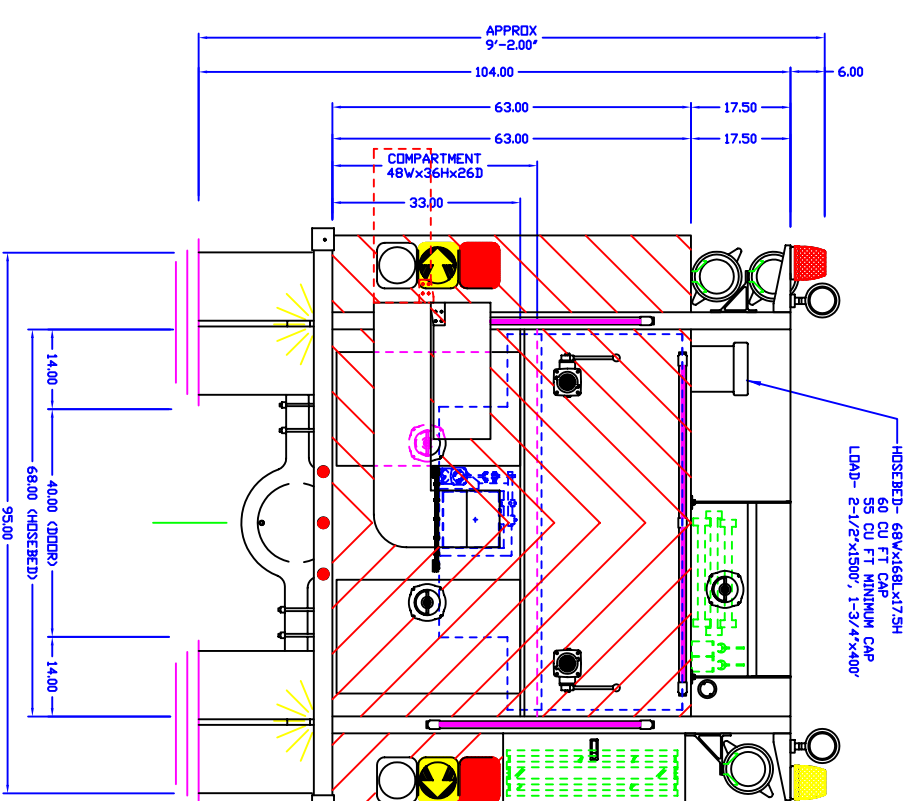 APPROX
9'-2.00"
104.00
6.00
63.00
17.50
63.00
17.50
COMPARTMENT
48Wx36Hx26D
33.00
HOSEBED- 68Wx168Lx17.5H
60 CU FT CAP
55 CU FT MINIMUM CAP
LOAD- 2-1/2"x1500', 1-3/4"x400'
14.00
40.00 (DOOR)
14.00
68.00 (HOSEBED)
95.00